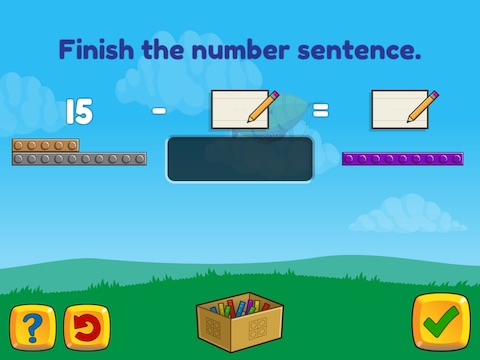 Finish the number sentence.
15 - =
?